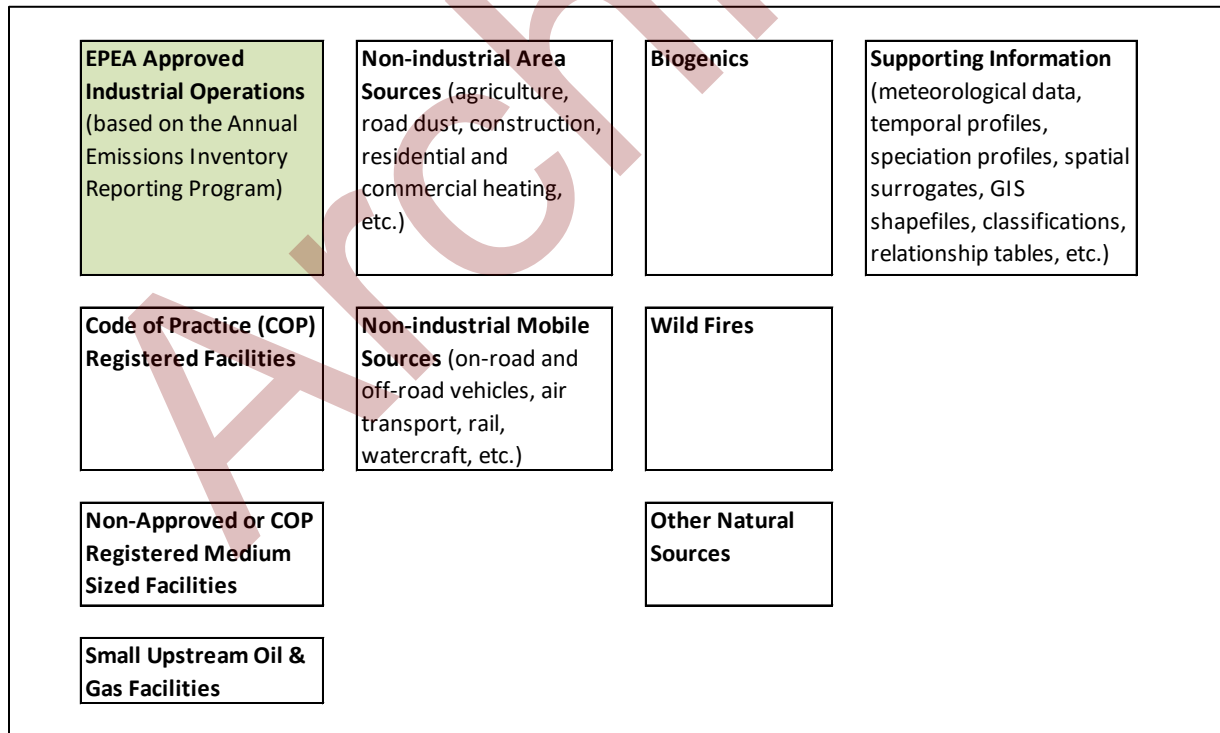 EPEA Approved
Industrial Operations
(based on the Annual
Emissions Inventory
Reporting Program)
Non-industrial Area
Sources (agriculture,
road dust, construction,
residential and
commercial heating,
etc.)
Biogenics
Supporting Information
(meteorological data,
temporal profiles,
speciation profiles, spatial
surrogates, GIS
shapefiles, classifications,
relationship tables, etc.)
Code of Practice (COP)
Registered Facilities
Non-industrial Mobile
Sources (on-road and
off-road vehicles, air
transport, rail,
watercraft, etc.)
Wild Fires
Non-Approved or COP
Registered Medium
Sized Facilities
Other Natural
Sources
Small Upstream Oil &
Gas Facilities